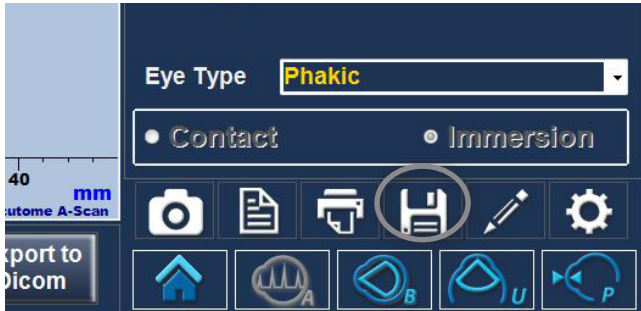 Eye Type Phakic
Contact Immersion
40
mm
cutome A-Scan
xport to
Dicom
A
B
U
P